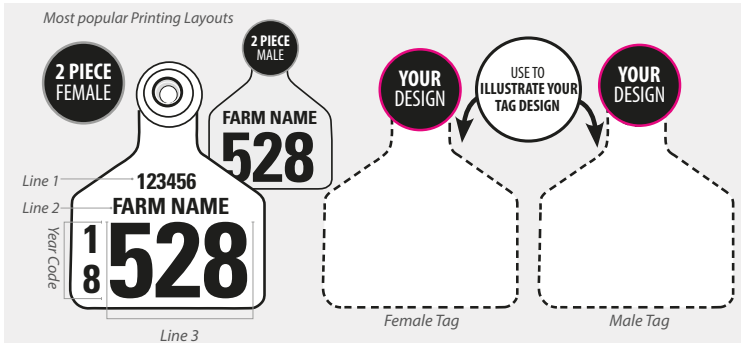 Most popular Printing Layouts
2 PIECE
FEMALE
2 PIECE
MALE
FARM NAME
528
Line 1
123456
Line 2
FARM NAME
Year Code
1
8
528
Line 3
YOUR
DESIGN
USE TO
ILLUSTRATE YOUR
TAG DESIGN
YOUR
DESIGN
Female Tag
Male Tag